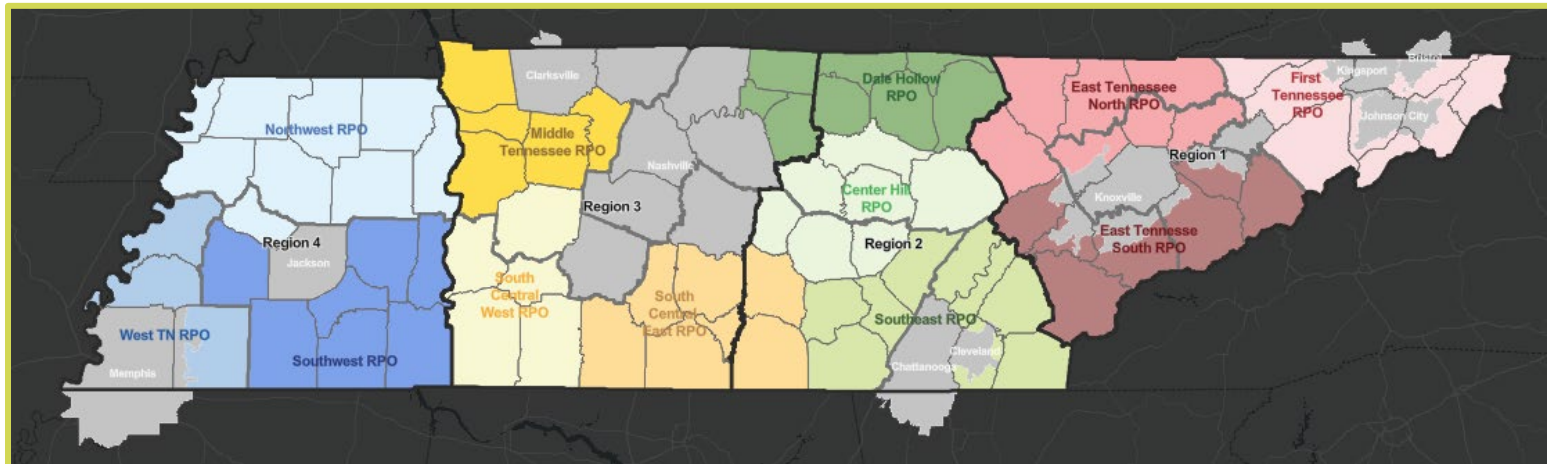 Clarksville
Dale Hollow
RPO
East Tennessee
North RPO
First
Tennessee
RPO
Kingsport
Bristol
Johnson City
Northwest RPO
Middle
Tennessee RPO
Nashville
Region 1
Knoxville
Center Hill
RPO
Region 3
Region 4
Region 2
East Tennesse
South RPO
Jackson
South
Central
West RPO
South
Central
East RPO
Southeast RPO
West TN RPO
Southwest RPO
Memphis
Cleveland
Chattanooga